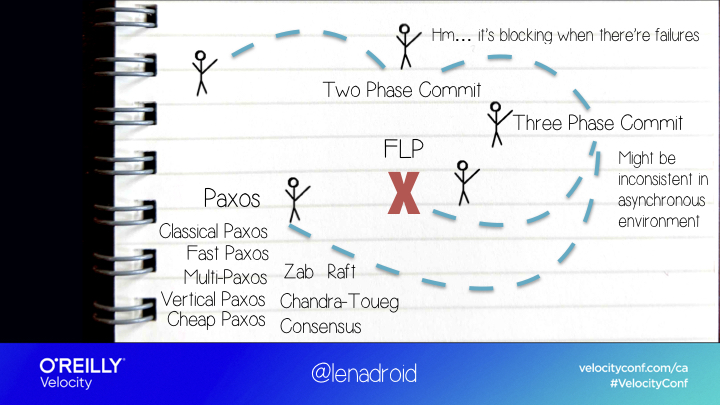 Hm... it's blocking when there're failures
Two Phase Commit
Three Phase Commit
FLP
X
Might be
inconsistent in
asynchronous
environment
Paxos
Classical Paxos
Fast Paxos
Multi-Paxos
Vertical Paxos
Cheap Paxos
Zab Raft
Chandra-Toueg
Consensus
O'REILLY
Velocity
@lenadroid
velocityconf.com/ca
#VelocityConf